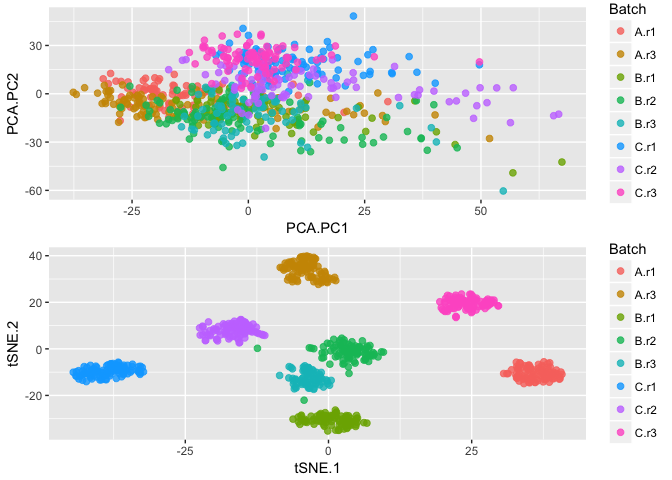 Batch
A.r1
A.r3
B.r1
B.r2
B.r3
C.r1
C.r2
C.r3
PCA.PC2
30
0
-30
-60
-25
0
25
50
PCA.PC1
Batch
A.r1
A.r3
B.r1
B.r2
B.r3
C.r1
C.r2
C.r3
tSNE.2
40
20
0
-20
-25
0
25
tSNE.1